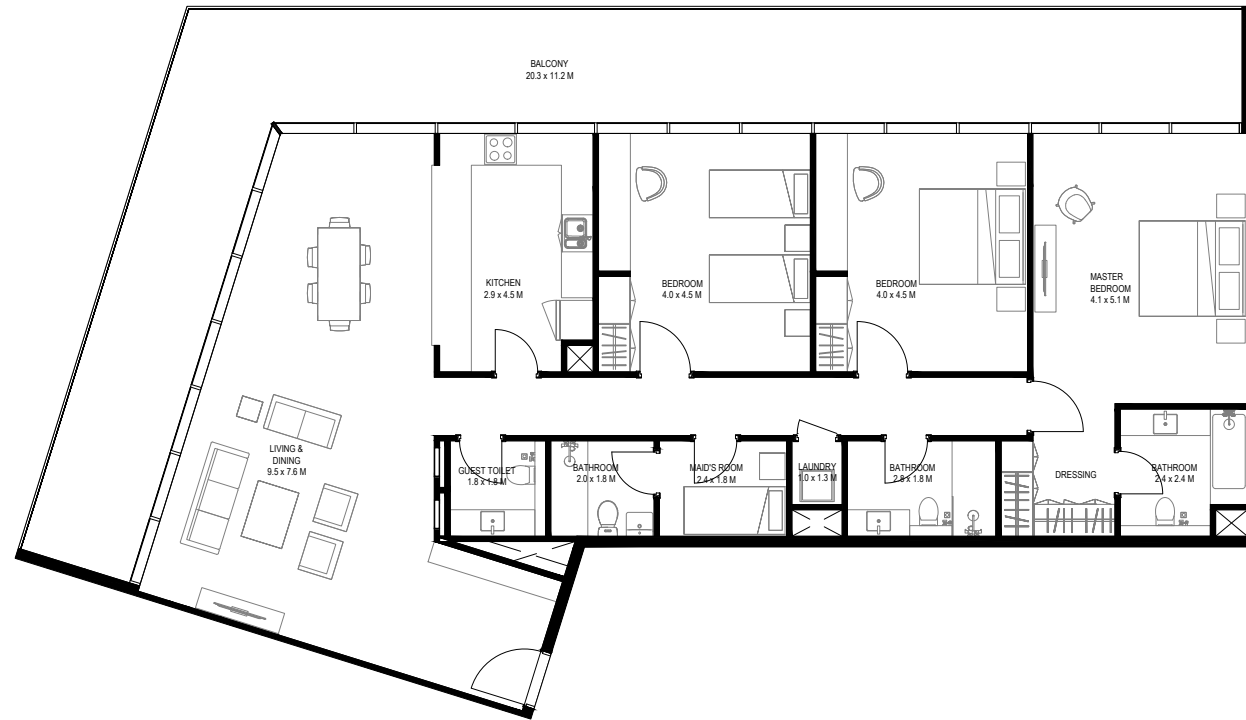 BALCONY
20.3 x 11.2 M
KITCHEN
2.9 x 4.5 M
BEDROOM
4.0 x 4.5 M
BEDROOM
4.0 x 4.5 M
MASTER
BEDROOM
4.1 x 5.1 M
LIVING &
DINING
9.5 x 7.6 M
GUEST TOILET
1.8 x 1.8 M
BATHROOM
2.0 x 1.8 M
MAID'S ROOM
2.4 x 1.8 M
LAUNDRY
1.0 x 1.3 M
BATHROOM
2.8 x 1.8 M
DRESSING
BATHROOM
2.4 x 2.4 M